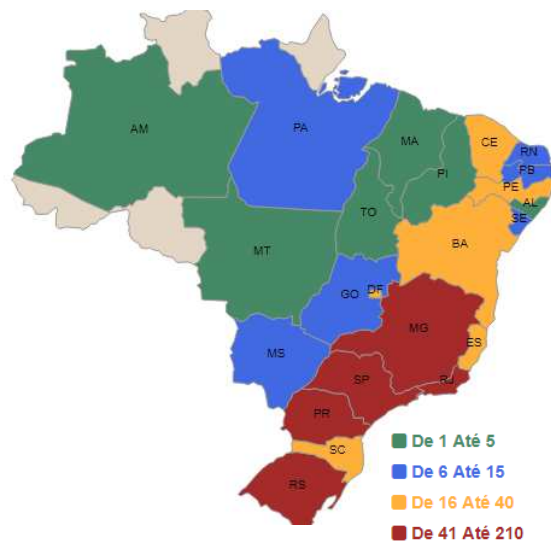 AM
PA
MA
CE
RN
PB
PI
PE
AL
SE
TO
BA
MT
DF
GO
MG
MS
ES
SP
RJ
PR
SC
RS
De 1 Até 5
De 6 Até 15
De 16 Até 40
De 41 Até 210